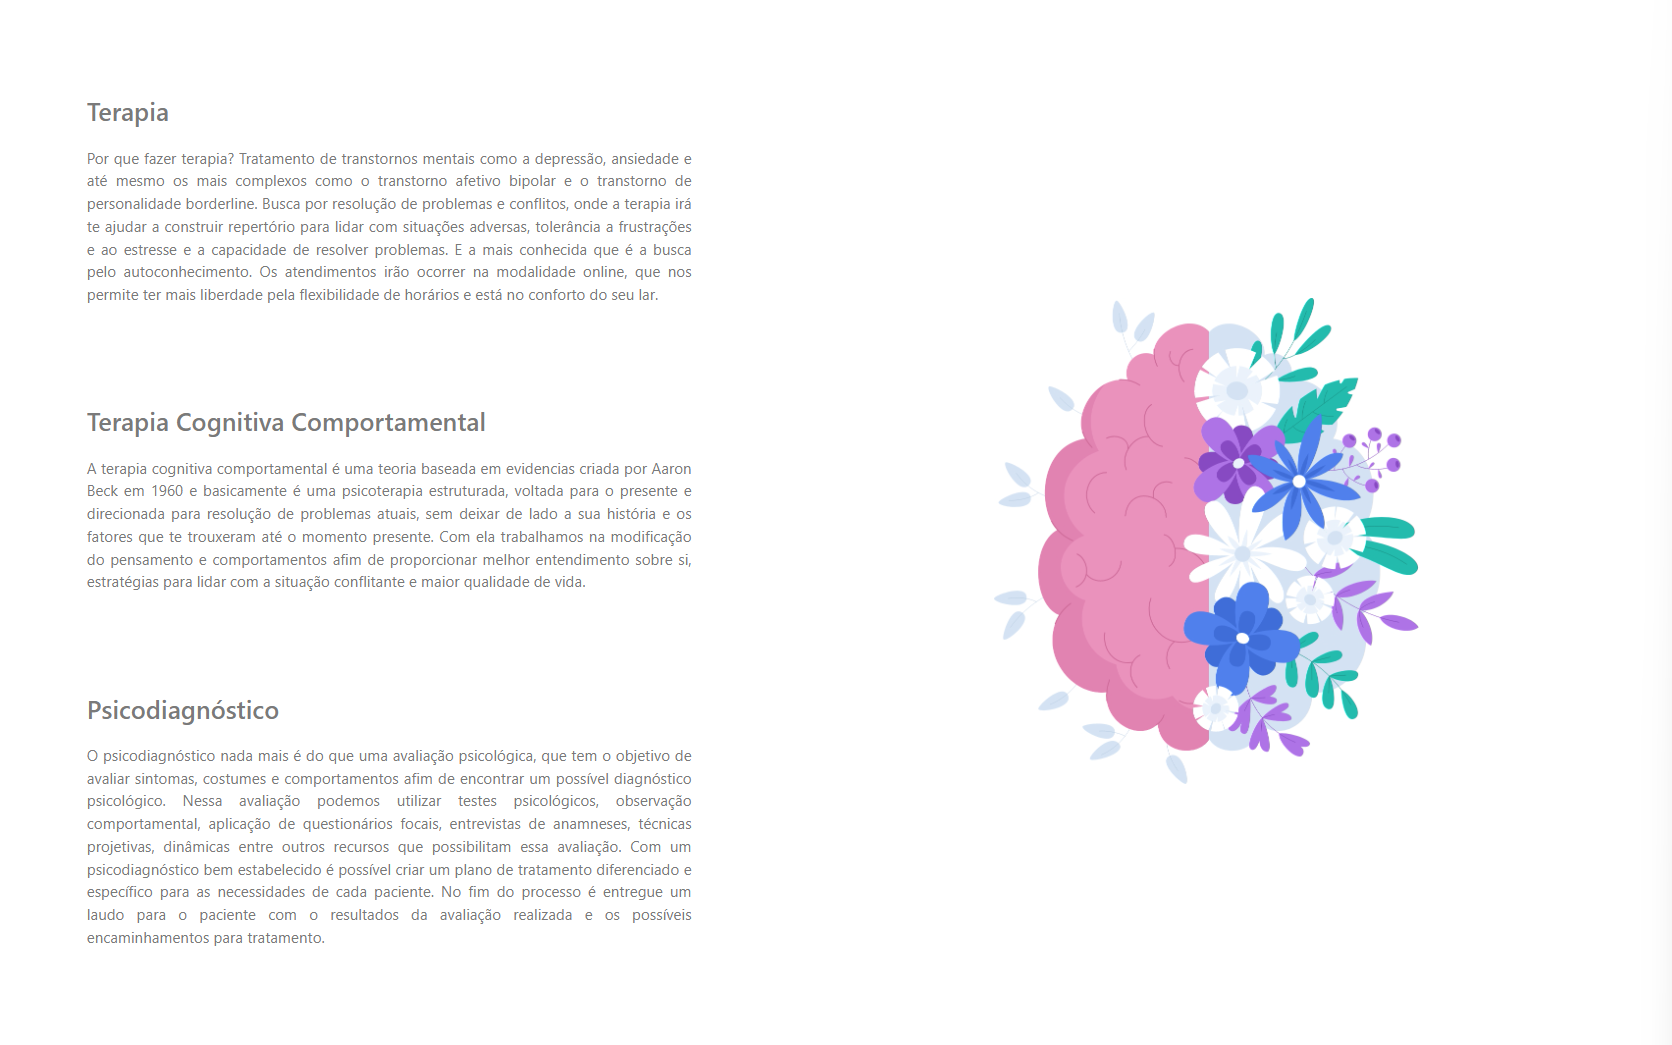 Terapia
Por que fazer terapia? Tratamento de transtornos mentais como a depressão, ansiedade e
até mesmo os mais complexos como o transtorno afetivo bipolar e o transtorno de
personalidade borderline. Busca por resolução de problemas e conflitos, onde a terapia irá
te ajudar a construir repertório para lidar com situações adversas, tolerância a frustrações
e ao estresse e a capacidade de resolver problemas. E a mais conhecida que é a busca
pelo autoconhecimento. Os atendimentos irão ocorrer na modalidade online, que nos
permite ter mais liberdade pela flexibilidade de horários e está no conforto do seu lar.
Terapia Cognitiva Comportamental
A terapia cognitiva comportamental é uma teoria baseada em evidencias criada por Aaron
Beck em 1960 e basicamente é uma psicoterapia estruturada, voltada para o presente e
direcionada para resolução de problemas atuais, sem deixar de lado a sua história e os
fatores que te trouxeram até o momento presente. Com ela trabalhamos na modificação
do pensamento e comportamentos afim de proporcionar melhor entendimento sobre si,
estratégias para lidar com a situação conflitante e maior qualidade de vida.
Psicodiagnóstico
O psicodiagnóstico nada mais é do que uma avaliação psicológica, que tem o objetivo de
avaliar sintomas, costumes e comportamentos afim de encontrar um possível diagnóstico
psicológico. Nessa avaliação podemos utilizar testes psicológicos, observação
comportamental, aplicação de questionários focais, entrevistas de anamneses, técnicas
projetivas, dinâmicas entre outros recursos que possibilitam essa avaliação. Com um
psicodiagnóstico bem estabelecido é possível criar um plano de tratamento diferenciado e
específico para as necessidades de cada paciente. No fim do processo é entregue um
laudo para o paciente com o resultados da avaliação realizada e os possíveis
encaminhamentos para tratamento.